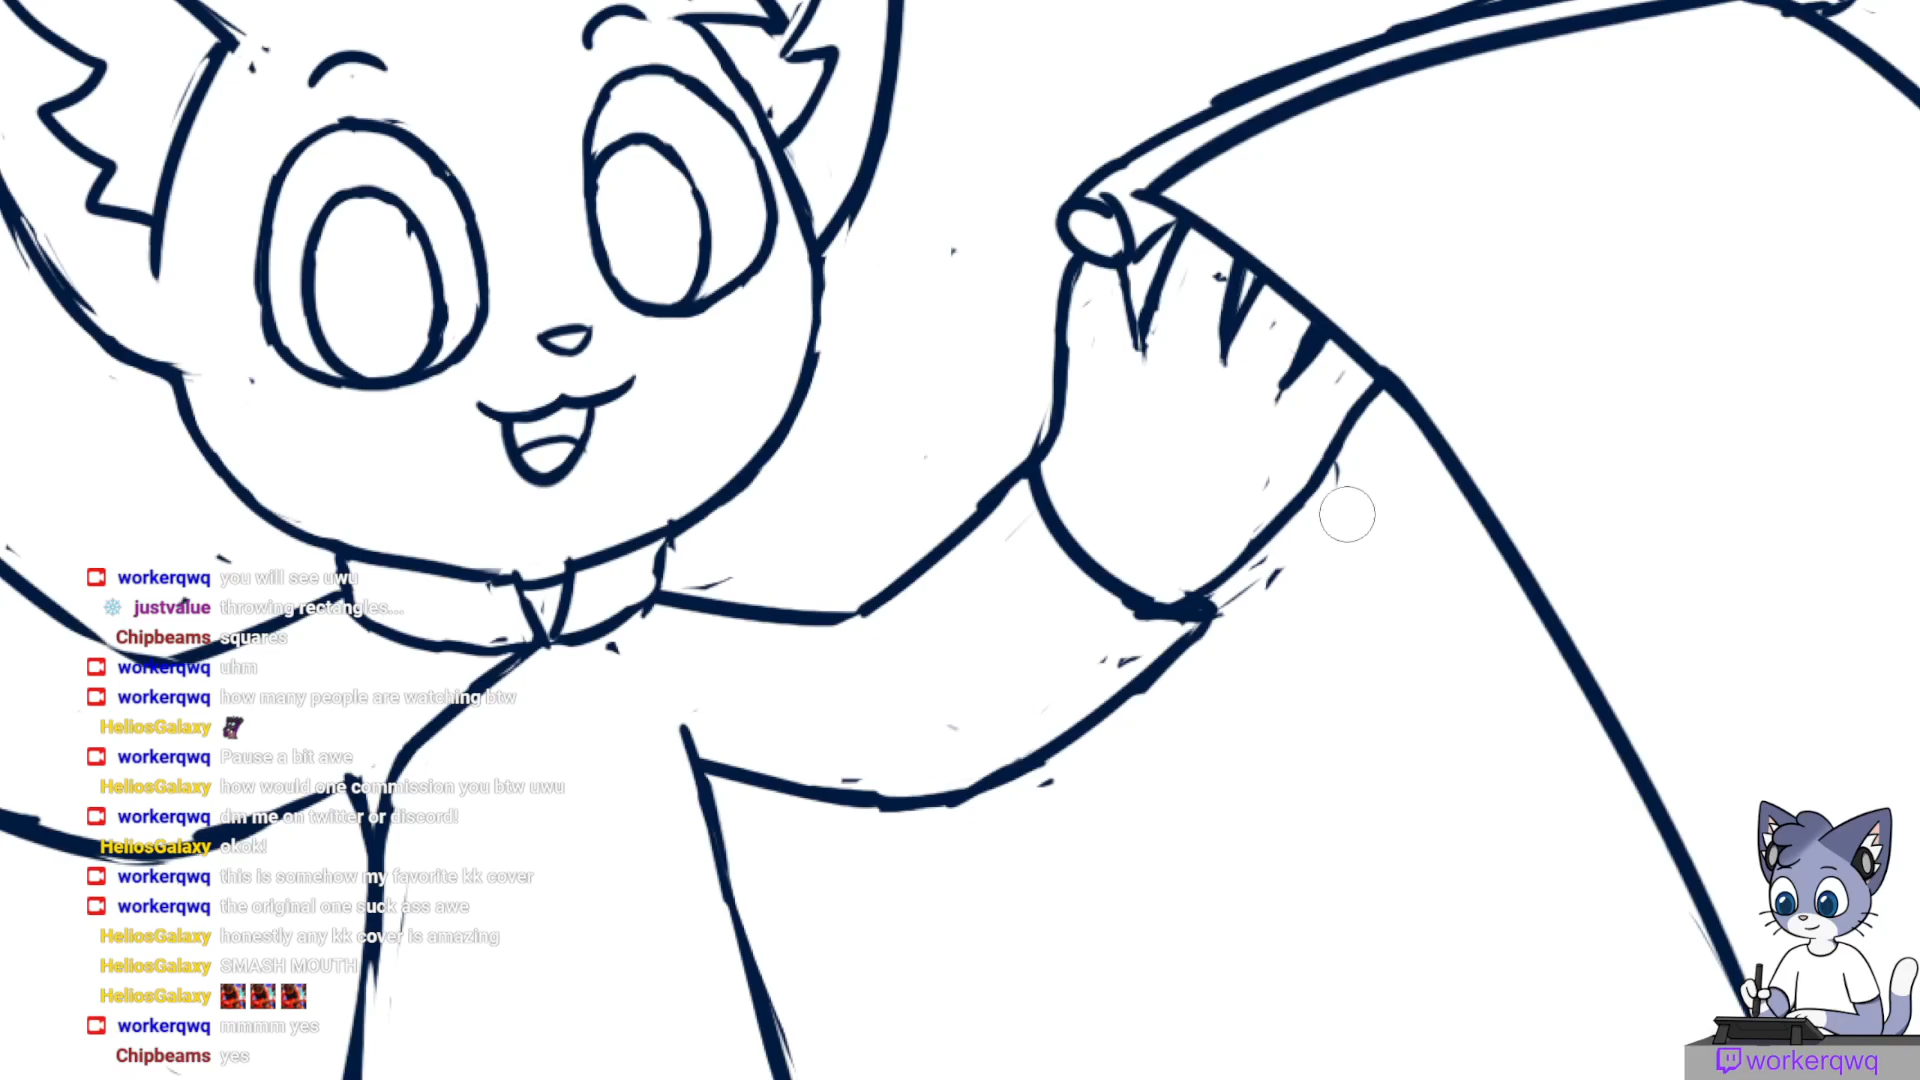 workerqwq you will see uwu
justvalue throwing rectangles...
Chipbeams squares
workerqwq uhm
workerqwq how many people are watching btw
HeliosGalaxy
workerqwq Pause a bit awe
HeliosGalaxy how would one commission you btw uwu
workerqwq dm me on twitter or discord!
HeliosGalaxy okok!
workerqwq this is somehow my favorite kk cover
workerqwq the original one suck ass awe
HeliosGalaxy honestly any kk cover is amazing
HeliosGalaxy SMASH MOUTH
HeliosGalaxy
workerqwq mmmm yes
Chipbeams yes
workerqwq